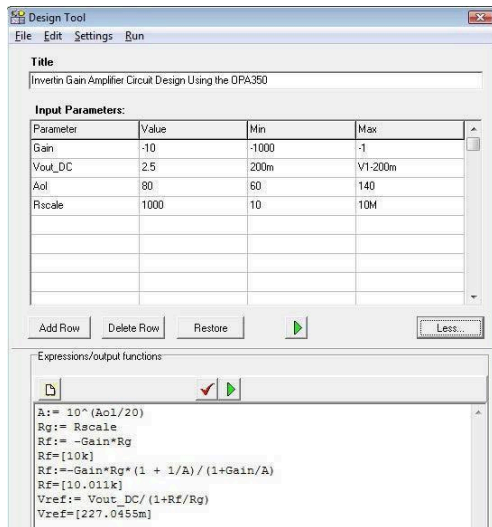 Design Tool
File Edit Settings Run
Title
Invertin Gain Amplifier Circuit Design Using the OPA350
Input Parameters:
Parameter Value Min Max
Gain -10 -1000 -1
Vout_DC 2.5 200m V1-200m
Aol 80 60 140
Rscale 1000 10 10M
Add Row Delete Row Restore Less...
Expressions/output functions
A:= 10^(Aol/20)
Rg:= Rscale
Rf:= -Gain*Rg
Rf=[10k]
Rf:=-Gain*Rg*(1 + 1/A)/(1+Gain/A)
Rf=[10.011k]
Vref:= Vout_DC/(1+Rf/Rg)
Vref=[227.0455m]